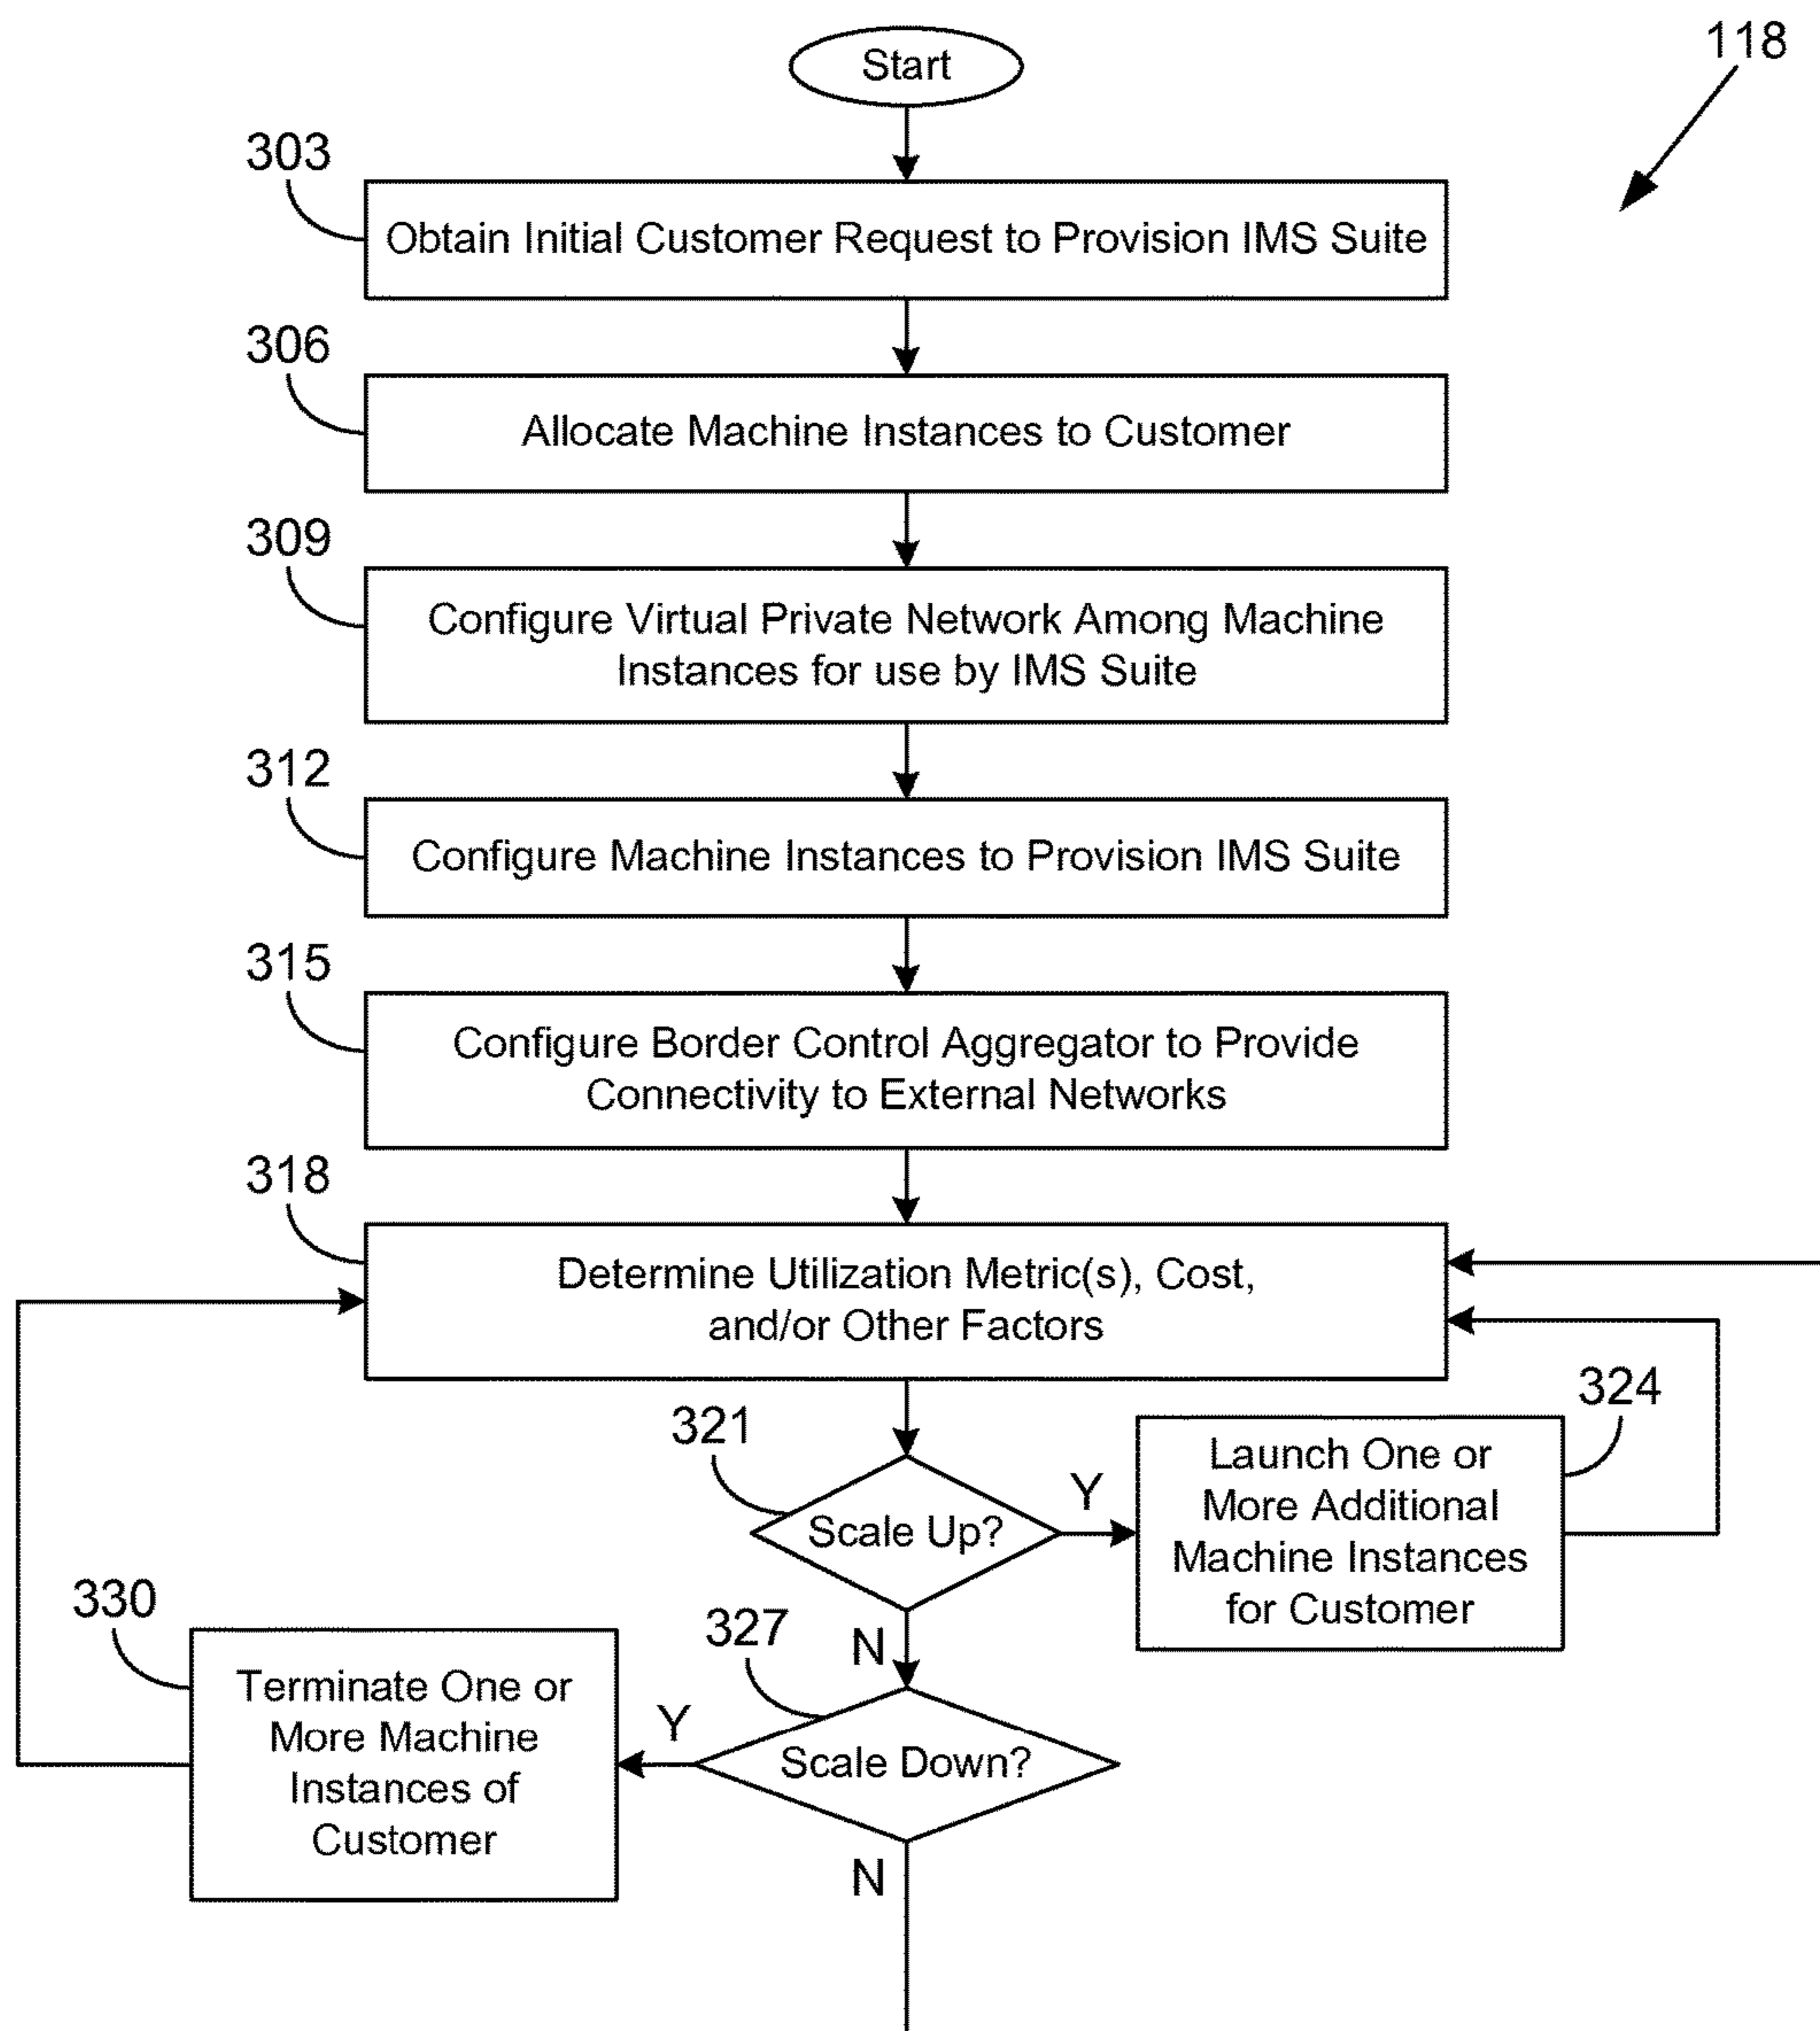 118
Start
303
Obtain Initial Customer Request to Provision IMS Suite
306
Allocate Machine Instances to Customer
309
Configure Virtual Private Network Among Machine
Instances for use by IMS Suite
312
Configure Machine Instances to Provision IMS Suite
315
Configure Border Control Aggregator to Provide
Connectivity to External Networks
318
Determine Utilization Metric(s), Cost,
and/or Other Factors
321
Scale Up?
Y
324
Launch One or
More Additional
Machine Instances
for Customer
N
327
Scale Down?
Y
330
Terminate One or
More Machine
Instances of
Customer
N